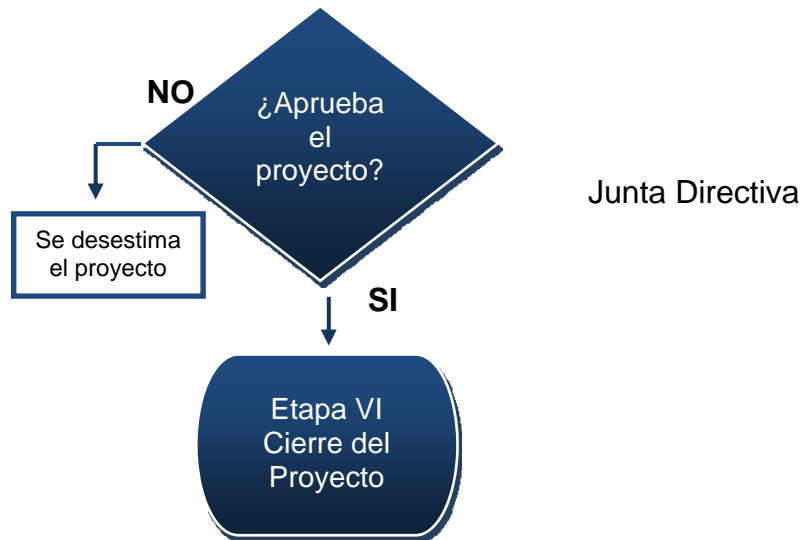 NO
¿Aprueba
el
proyecto?
Junta Directiva
Se desestima
el proyecto
SI
Etapa VI
Cierre del
Proyecto